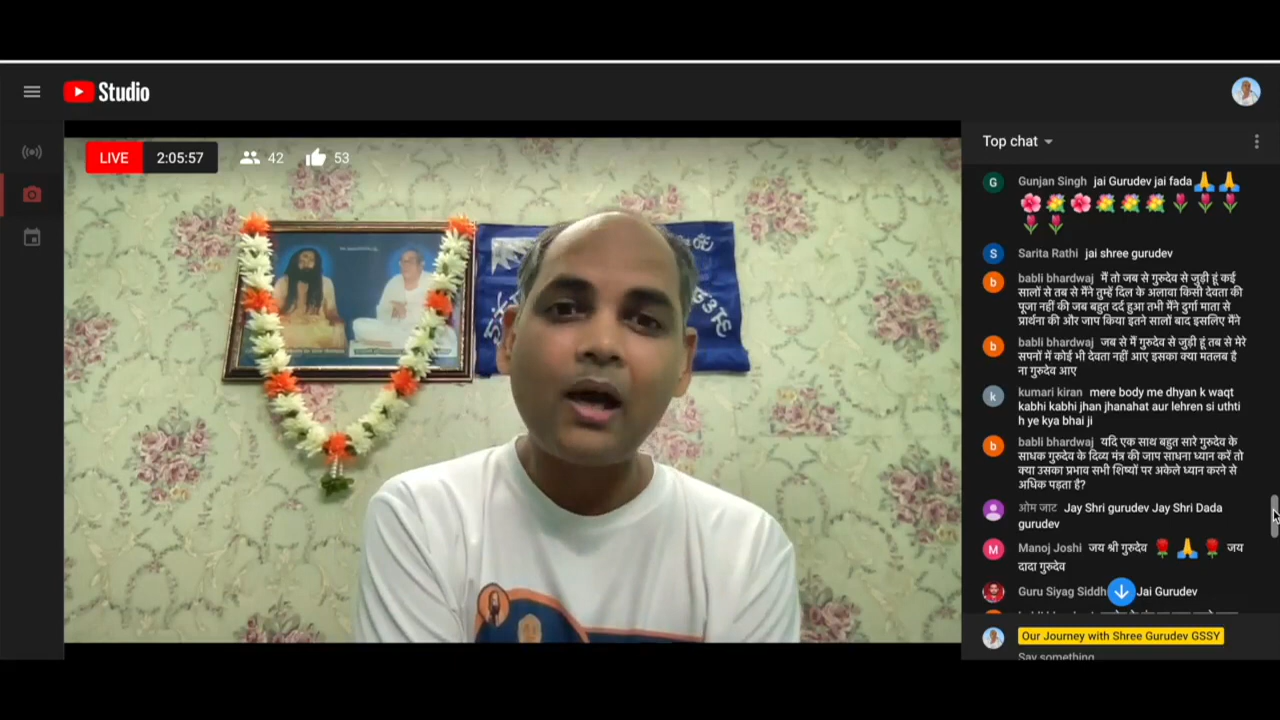 Studio
LIVE 2:05:57 42 53
Top chat
G Gunjan Singh jai Gurudev jai fada 🙏 🙏
🌺 💐 🌺 💐 💐 💐 🌷 🌷 🌷
🌷 🌷
S Sarita Rathi jai shree gurudev
b babli bhardwaj मैं तो जब से गुरुदेव से जुड़ी हूं कई
सालों से तब से मैंने तुम्हें दिल के अलावा किसी देवता की
पूजा नहीं की जब बहुत दर्द हुआ तभी मैंने दुर्गा माता से
प्रार्थना की और जाप किया इतने सालों बाद इसलिए मैंने
b babli bhardwaj जब से मैं गुरुदेव से जुड़ी हूं तब से मेरे
सपनों में कोई भी देवता नहीं आए इसका क्या मतलब है
ना गुरुदेव आए
k kumari kiran mere body me dhyan k waqt
kabhi kabhi jhan jhanahat aur lehren si uthti
h ye kya bhai ji
b babli bhardwaj यदि एक साथ बहुत सारे गुरुदेव के
साधक गुरुदेव के दिव्य मंत्र की जाप साधना ध्यान करें तो
क्या उसका प्रभाव सभी शिष्यों पर अकेले ध्यान करने से
अधिक पड़ता है?
ओम जाट Jay Shri gurudev Jay Shri Dada
gurudev
M Manoj Joshi जय श्री गुरुदेव 🌹 🙏 🌹 जय
दादा गुरुदेव
Guru Siyag Siddh Jai Gurudev
Our Journey with Shree Gurudev GSSY
Say something